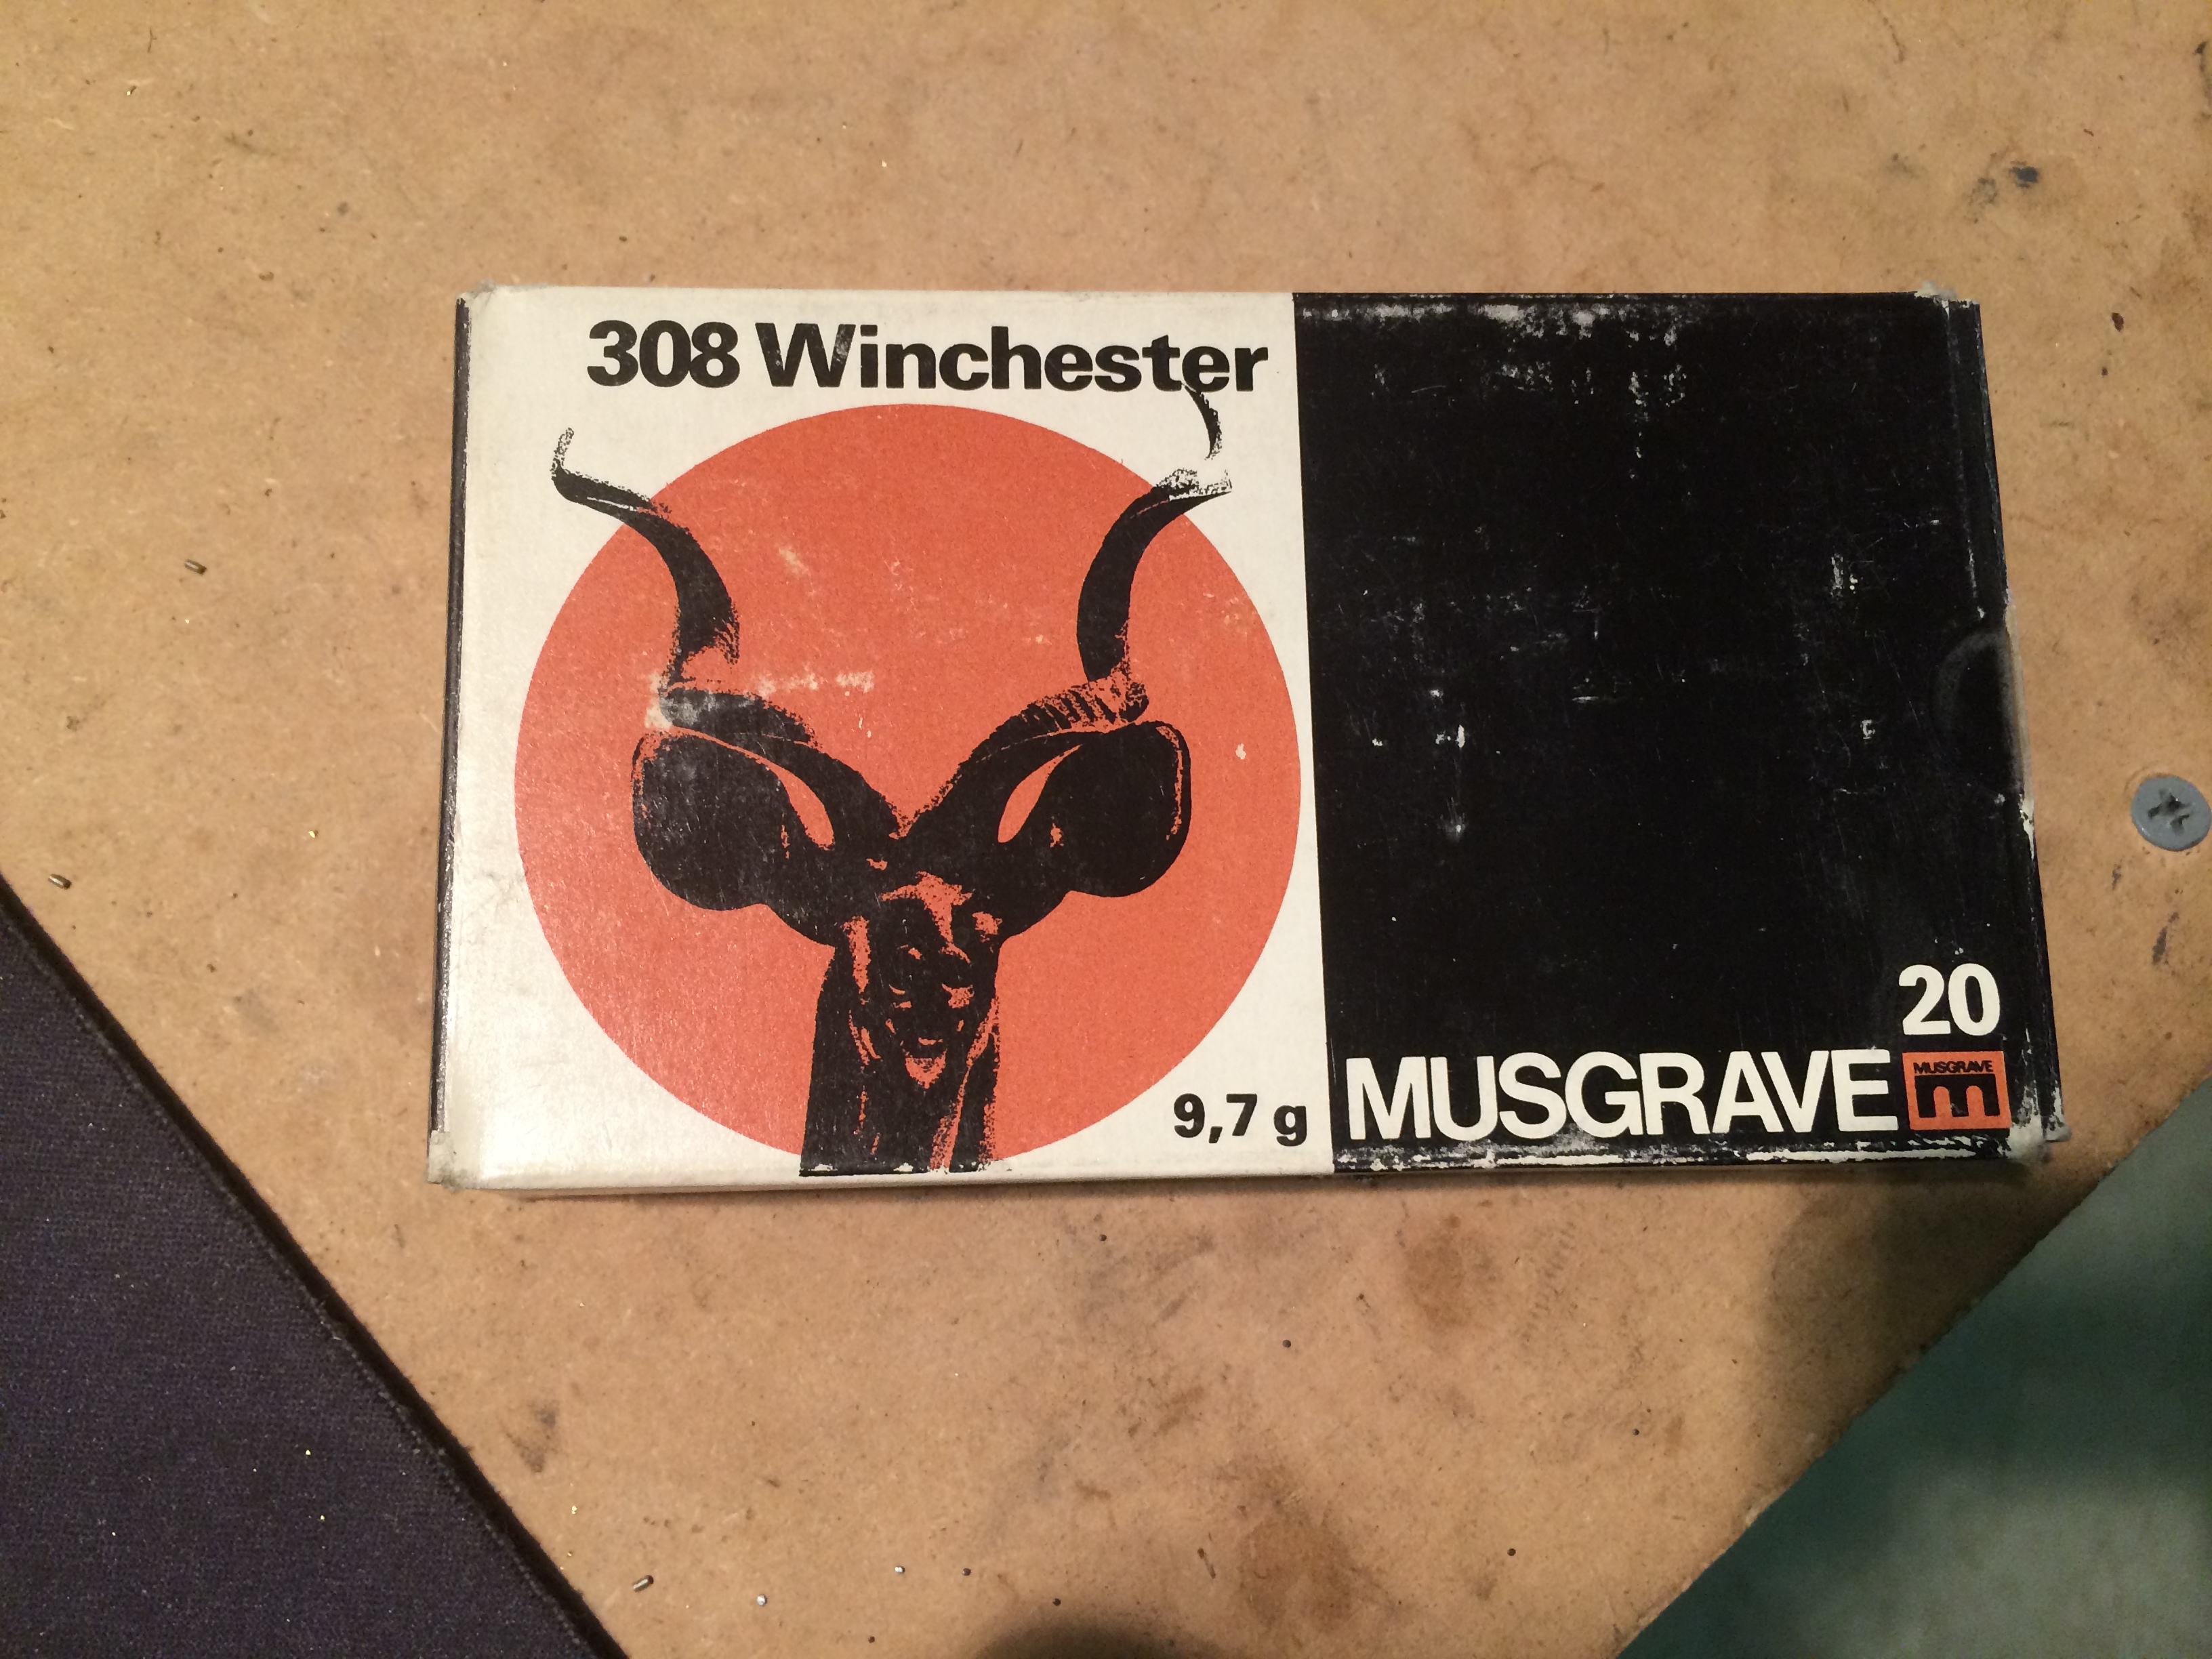 308 Winchester
9,7 g
20
MUSGRAVE
MUSGRAVE
m